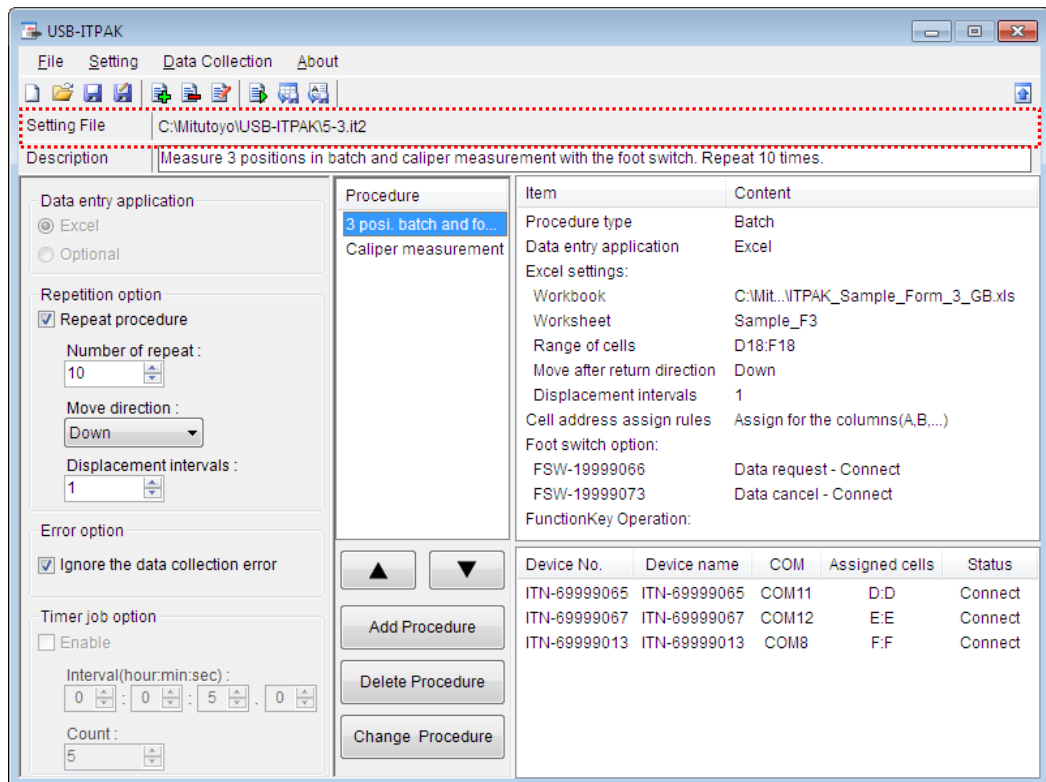 USB-ITPAK
File Setting Data Collection About
Setting File C:\Mitutoyo\USB-ITPAK\5-3.it2
Description Measure 3 positions in batch and caliper measurement with the foot switch. Repeat 10 times.
Data entry application
Excel
Optional
Repetition option
Repeat procedure
Number of repeat :
10
Move direction :
Down
Displacement intervals :
1
Error option
Ignore the data collection error
Timer job option
Enable
Interval(hour:min:sec) :
0 : 0 : 5 . 0
Count :
5
Procedure
3 posi. batch and fo...
Caliper measurement
Add Procedure
Delete Procedure
Change Procedure
Item Content
Procedure type Batch
Data entry application Excel
Excel settings:
Workbook C:\Mit...\ITPAK_Sample_Form_3_GB.xls
Worksheet Sample_F3
Range of cells D18:F18
Move after return direction Down
Displacement intervals 1
Cell address assign rules Assign for the columns(A,B,...)
Foot switch option:
FSW-19999066 Data request - Connect
FSW-19999073 Data cancel - Connect
FunctionKey Operation:
Device No. Device name COM Assigned cells Status
ITN-69999065 ITN-69999065 COM11 D:D Connect
ITN-69999067 ITN-69999067 COM12 E:E Connect
ITN-69999013 ITN-69999013 COM8 F:F Connect